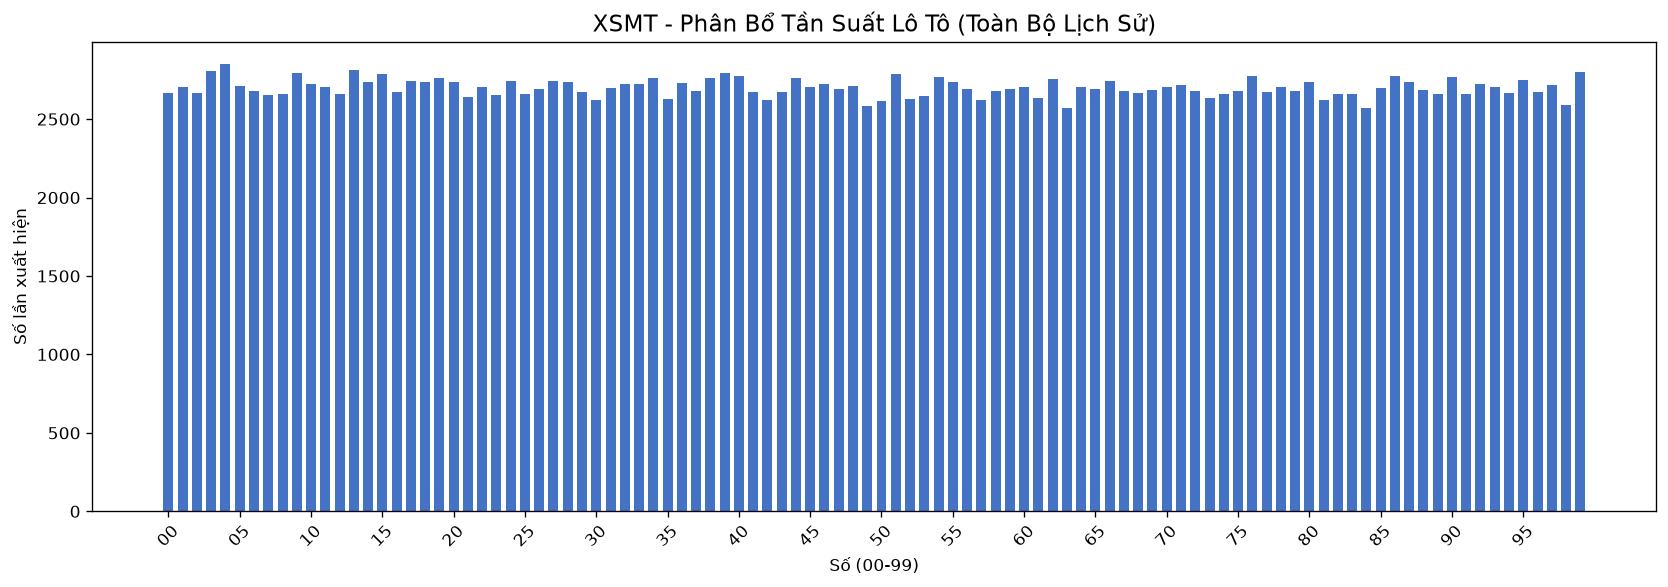 XSMT - Phân Bổ Tần Suất Lô Tô (Toàn Bộ Lịch Sử)
Số lần xuất hiện
2500
2000
1500
1000
500
0
00 05 10 15 20 25 30 35 40 45 50 55 60 65 70 75 80 85 90 95
Số (00-99)